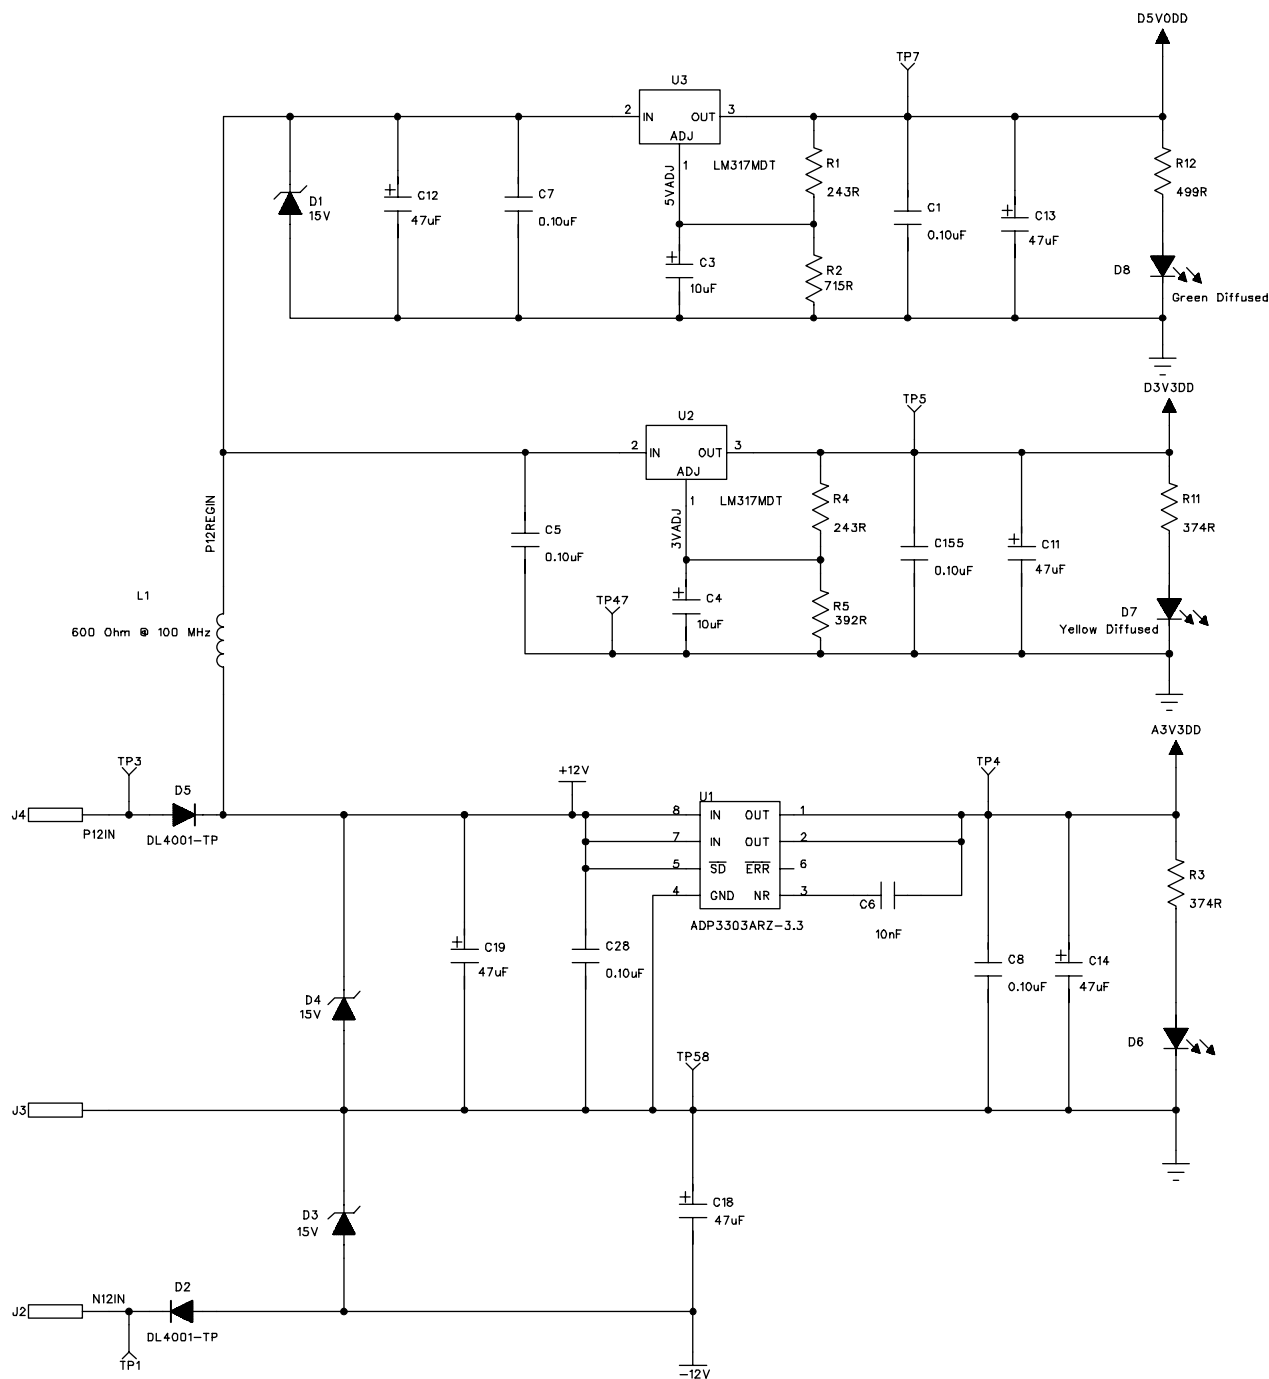 D5V0DD
TP7
U3
2 IN OUT 3
ADJ
1
LM317MDT
5VADJ
D1
15V
C12
47uF
C7
0.10uF
C3
10uF
R1
243R
R2
715R
C1
0.10uF
C13
47uF
R12
499R
D8
Green Diffused
D3V3DD
TP5
U2
2 IN OUT 3
ADJ
1
LM317MDT
3VADJ
P12REGIN
C5
0.10uF
TP47
C4
10uF
R4
243R
R5
392R
C155
0.10uF
C11
47uF
R11
374R
D7
Yellow Diffused
L1
600 Ohm @ 100 MHz
A3V3DD
TP3
D5
J4
P12IN
DL4001-TP
+12V
TP4
U1
8 IN OUT 1
7 IN OUT 2
5 SD ERR 6
4 GND NR 3
ADP3303ARZ-3.3
C6
10nF
R3
374R
C19
47uF
C28
0.10uF
C8
0.10uF
C14
47uF
D4
15V
D6
TP58
J3
D3
15V
C18
47uF
D2
J2
N12IN
DL4001-TP
TP1
-12V